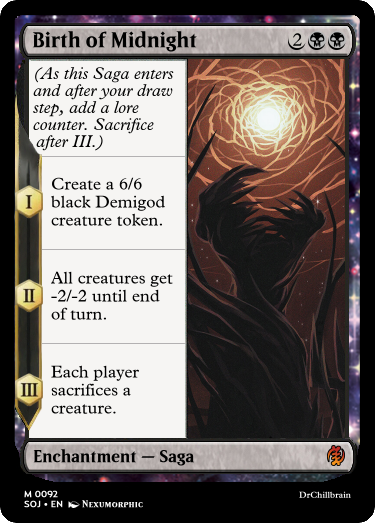 Birth of Midnight 2
(As this Saga enters
and after your draw
step, add a lore
counter. Sacrifice
after III.)
I
Create a 6/6
black Demigod
creature token.
II
All creatures get
-2/-2 until end
of turn.
III
Each player
sacrifices a
creature.
Enchantment — Saga
M 0092
SOJ • EN Nexumorphic
DrChillbrain